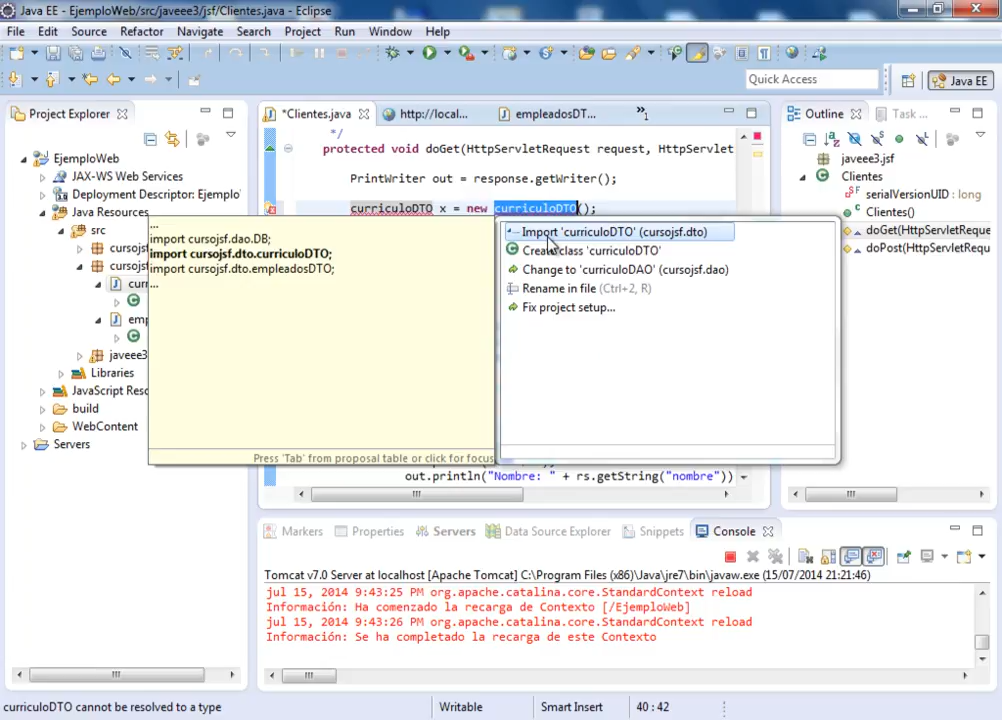 Java EE - EjemploWeb/src/javeee3/jsf/Clientes.java - Eclipse
File Edit Source Refactor Navigate Search Project Run Window Help
Quick Access
Java EE
Project Explorer
EjemploWeb
JAX-WS Web Services
Deployment Descriptor: Ejemplo
Java Resources
src
cursojs
cursojs
curr
emp
javeee3
Libraries
JavaScript Reso
build
WebContent
Servers
*Clientes.java
http://local...
empleadosDT...
»1
*/
protected void doGet(HttpServletRequest request, HttpServlet
PrintWriter out = response.getWriter();
curriculoDTO x = new curriculoDTO();
...
import cursojsf.dao.DB;
import cursojsf.dto.curriculoDTO;
import cursojsf.dto.empleadosDTO;
...
Press 'Tab' from proposal table or click for focus
Import 'curriculoDTO' (cursojsf.dto)
Create class 'curriculoDTO'
Change to 'curriculoDAO' (cursojsf.dao)
Rename in file (Ctrl+2, R)
Fix project setup...
out.println("Nombre: " + rs.getString("nombre"))
Outline
Task ...
javeee3.jsf
Clientes
serialVersionUID : long
Clientes()
doGet(HttpServletReque
doPost(HttpServletRequ
Markers Properties Servers Data Source Explorer Snippets Console
Tomcat v7.0 Server at localhost [Apache Tomcat] C:\Program Files (x86)\Java\jre7\bin\javaw.exe (15/07/2014 21:21:46)
jul 15, 2014 9:43:25 PM org.apache.catalina.core.StandardContext reload
Información: Ha comenzado la recarga de Contexto [/EjemploWeb]
jul 15, 2014 9:43:26 PM org.apache.catalina.core.StandardContext reload
Información: Se ha completado la recarga de este Contexto
curriculoDTO cannot be resolved to a type
Writable
Smart Insert
40 : 42